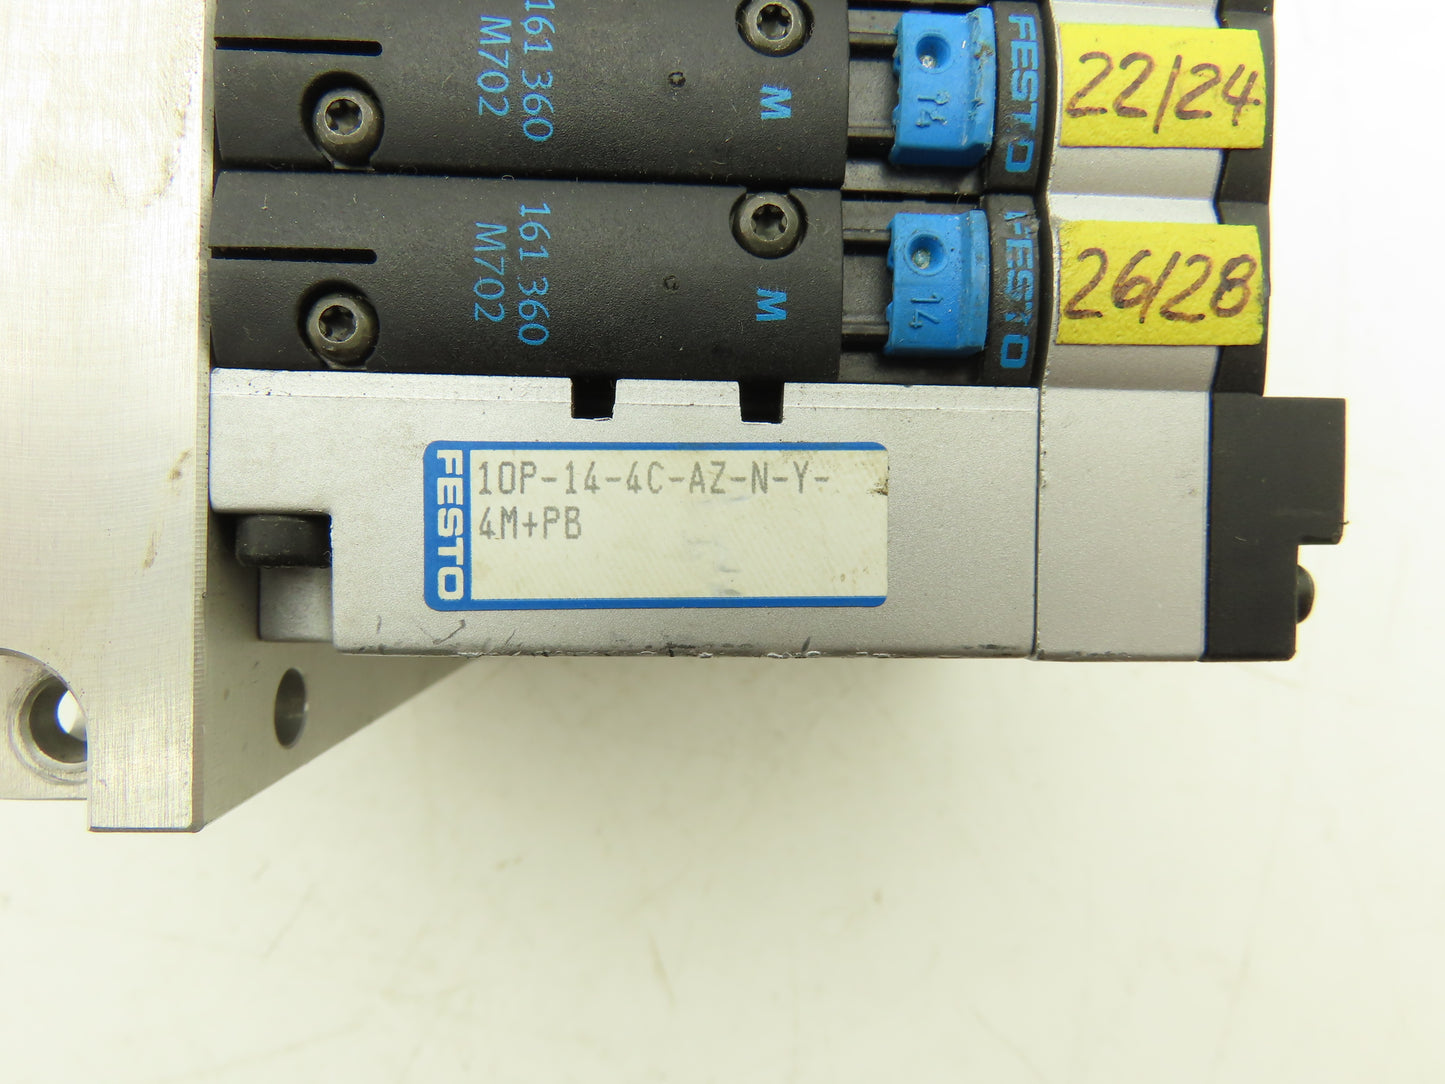 161 360
M702
M
14
FESTO
22/24
161 360
M702
M
14
FESTO
26/28
FESTO
10P-14-4C-AZ-N-Y-
4M+PB